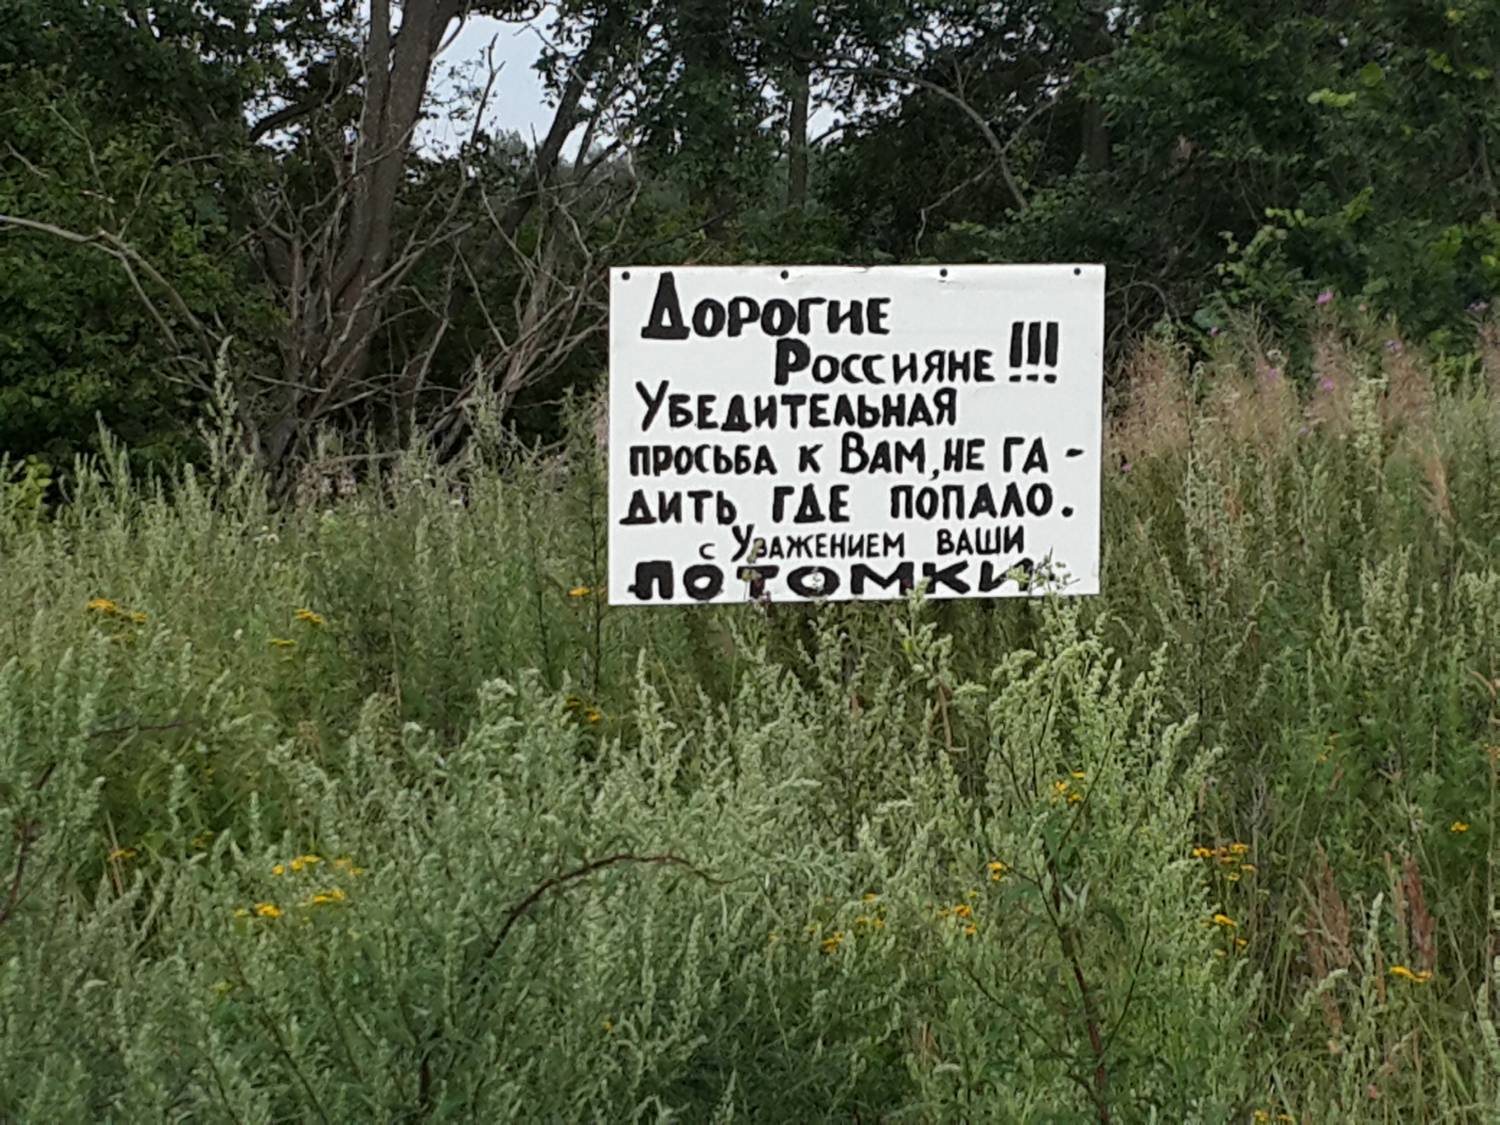 Дорогие
Россияне !!!
Убедительная
просьба к Вам, не га -
дить где попало.
с Уважением ваши
потомки